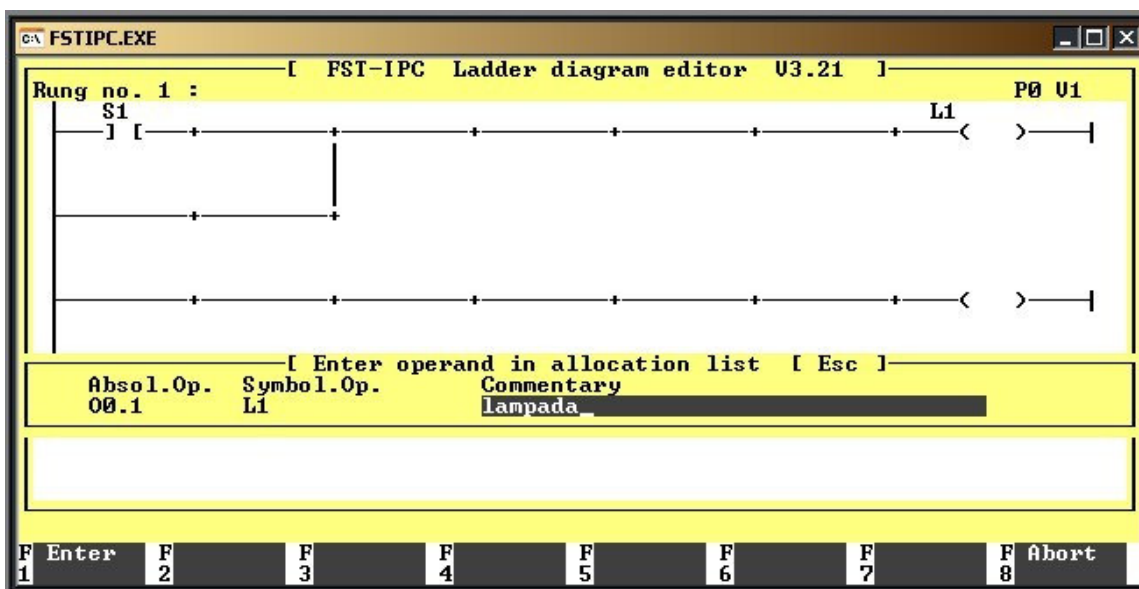 C:\ FSTIPC.EXE
[ FST-IPC Ladder diagram editor V3.21 ]
Rung no. 1 : P0 V1
S1 L1
] [ ( )
( )
[ Enter operand in allocation list [ Esc ]
Absol.Op. Symbol.Op. Commentary
O0.1 L1 lampada_
F1 Enter F2 F3 F4 F5 F6 F7 F8 Abort